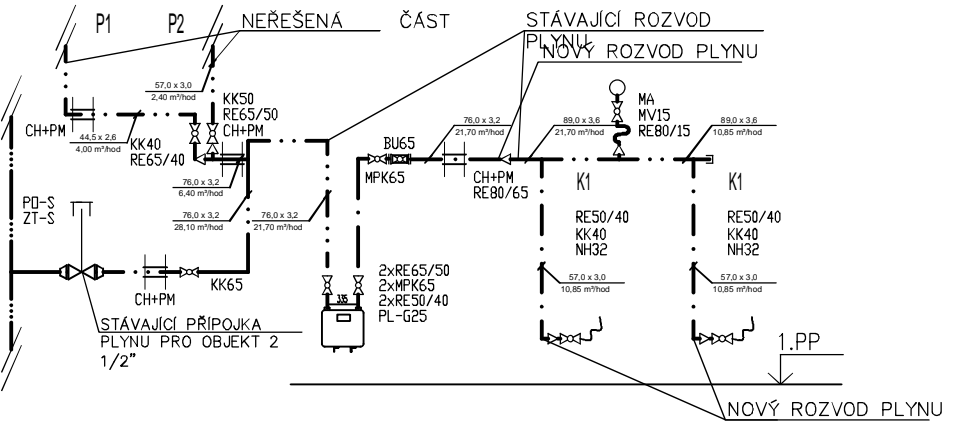 P1
P2
NEŘEŠENÁ ČÁST
STÁVAJÍCÍ ROZVOD
PLYNU
NOVÝ ROZVOD PLYNU
57,0 x 3,0
2,40 m³/hod
KK50
RE65/50
CH+PM
CH+PM
44,5 x 2,6
4,00 m³/hod
KK40
RE65/40
76,0 x 3,2
6,40 m³/hod
76,0 x 3,2
28,10 m³/hod
76,0 x 3,2
21,70 m³/hod
BU65
MPK65
76,0 x 3,2
21,70 m³/hod
CH+PM
RE80/65
89,0 x 3,6
21,70 m³/hod
MA
MV15
RE80/15
89,0 x 3,6
10,85 m³/hod
K1
K1
PO-S
ZT-S
RE50/40
KK40
NH32
RE50/40
KK40
NH32
CH+PM
KK65
57,0 x 3,0
10,85 m³/hod
57,0 x 3,0
10,85 m³/hod
335
2xRE65/50
2xMPK65
2xRE50/40
PL-G25
STÁVAJÍCÍ PŘÍPOJKA
PLYNU PRO OBJEKT 2
1/2"
1.PP
NOVÝ ROZVOD PLYNU